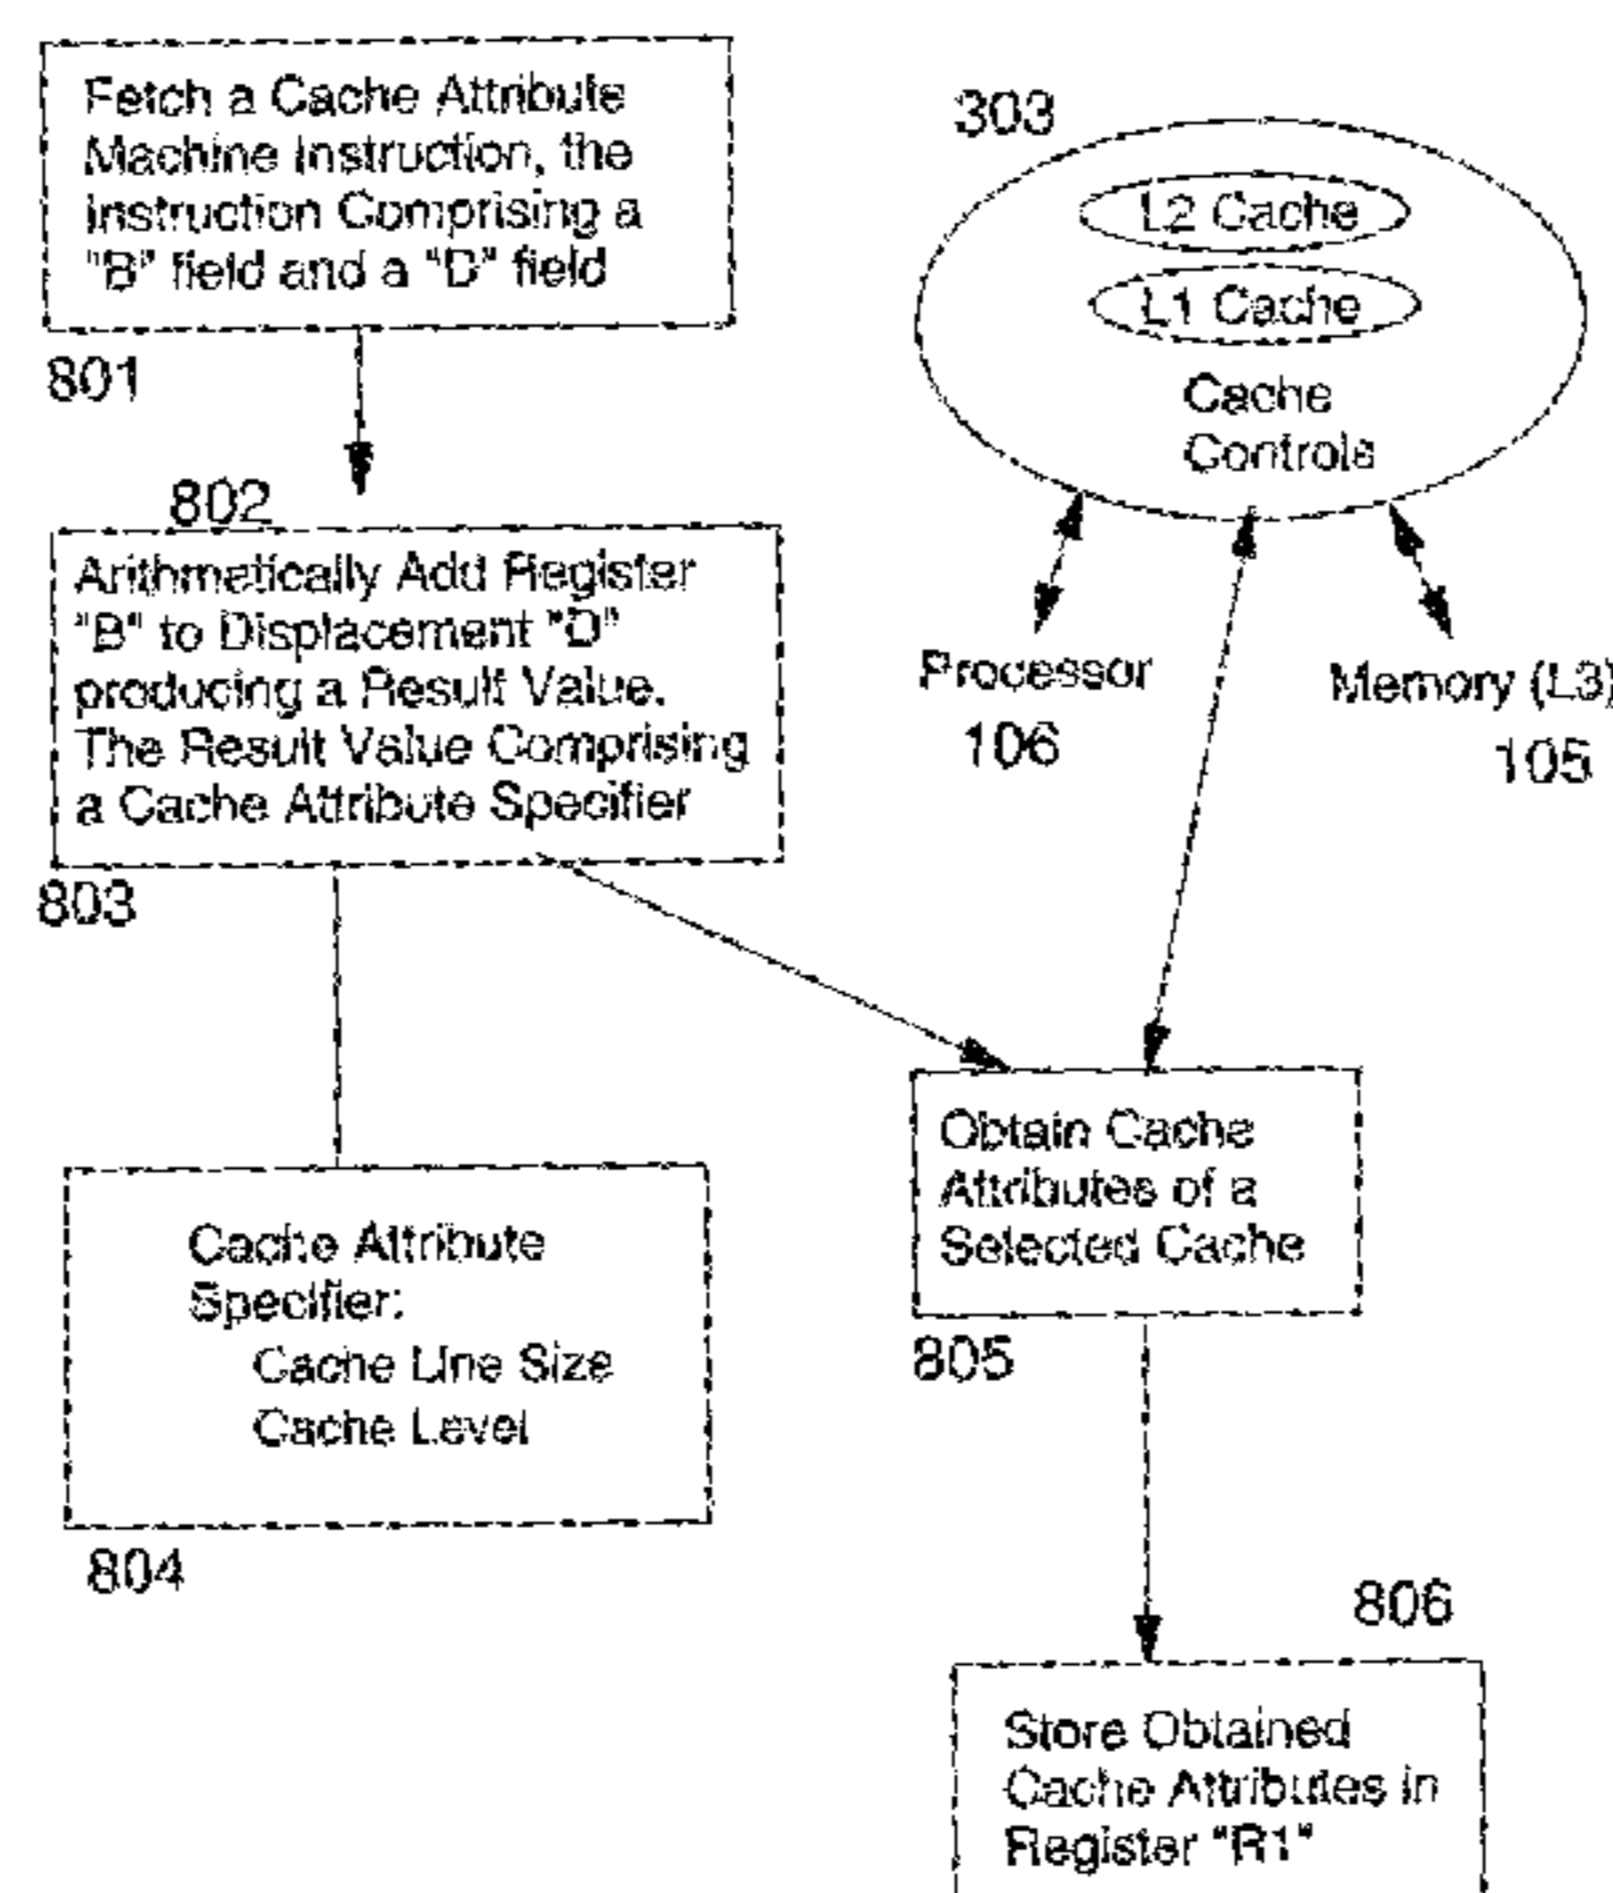 Fetch a Cache Attribute
Machine Instruction, the
Instruction Comprising a
"B" field and a "D" field
801
802
Arithmetically Add Register
"B" to Displacement "D"
producing a Result Value.
The Result Value Comprising
a Cache Attribute Specifier
803
Cache Attribute
Specifier:
Cache Line Size
Cache Level
804
303
L2 Cache
L1 Cache
Cache
Controls
Processor
106
Memory (L3)
105
Obtain Cache
Attributes of a
Selected Cache
805
806
Store Obtained
Cache Attributes in
Register "R1"